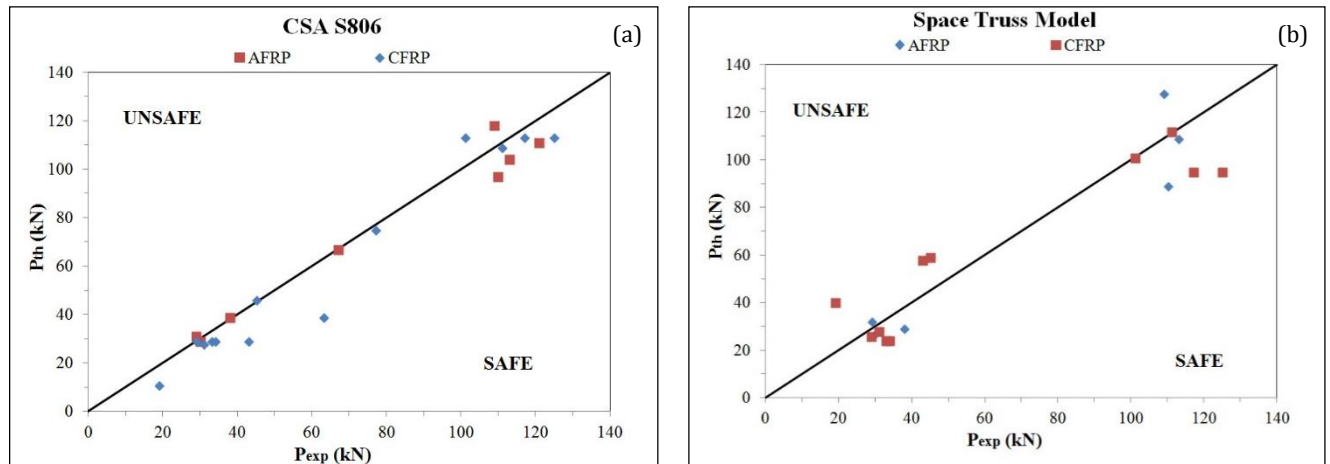 CSA S806
(a)
AFRP CFRP
140
120
100
80
60
40
20
0
UNSAFE
SAFE
Pth (kN)
0 20 40 60 80 100 120 140
Pexp (kN)
Space Truss Model
(b)
AFRP CFRP
140
120
100
80
60
40
20
0
UNSAFE
SAFE
Pth (kN)
0 20 40 60 80 100 120 140
Pexp (kN)